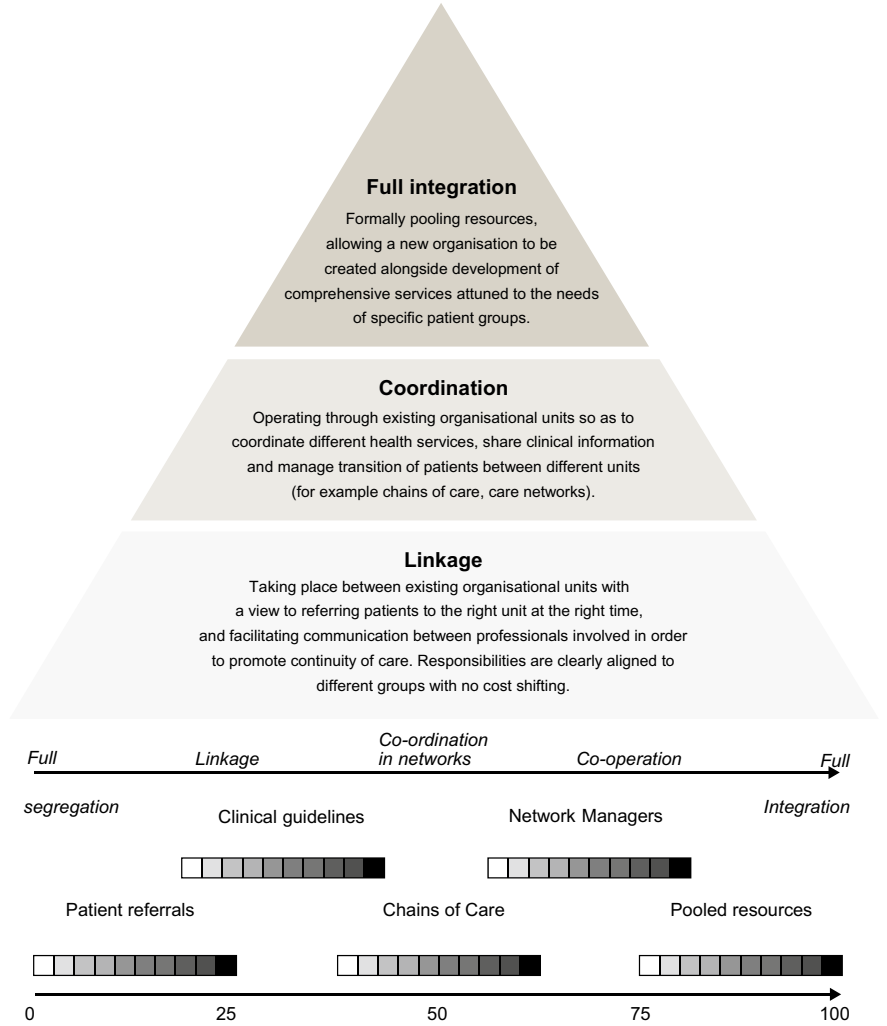 Full integration
Formally pooling resources,
allowing a new organisation to be
created alongside development of
comprehensive services attuned to the needs
of specific patient groups.
Coordination
Operating through existing organisational units so as to
coordinate different health services, share clinical information
and manage transition of patients between different units
(for example chains of care, care networks).
Linkage
Taking place between existing organisational units with
a view to referring patients to the right unit at the right time,
and facilitating communication between professionals involved in order
to promote continuity of care. Responsibilities are clearly aligned to
different groups with no cost shifting.
Full
segregation
Linkage
Co-ordination
in networks
Co-operation
Full
Integration
Clinical guidelines
Network Managers
Patient referrals
Chains of Care
Pooled resources
0
25
50
75
100